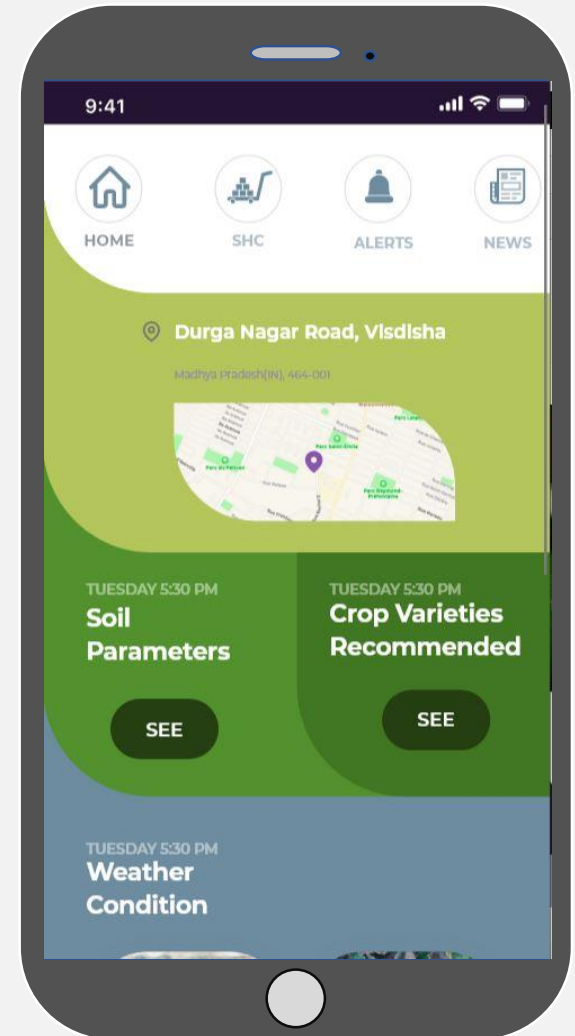 9:41
HOME
SHC
ALERTS
NEWS
Durga Nagar Road, Visdisha
Madhya Pradesh(IN), 464-001
TUESDAY 5:30 PM
Soil
Parameters
SEE
TUESDAY 5:30 PM
Crop Varieties
Recommended
SEE
TUESDAY 5:30 PM
Weather
Condition